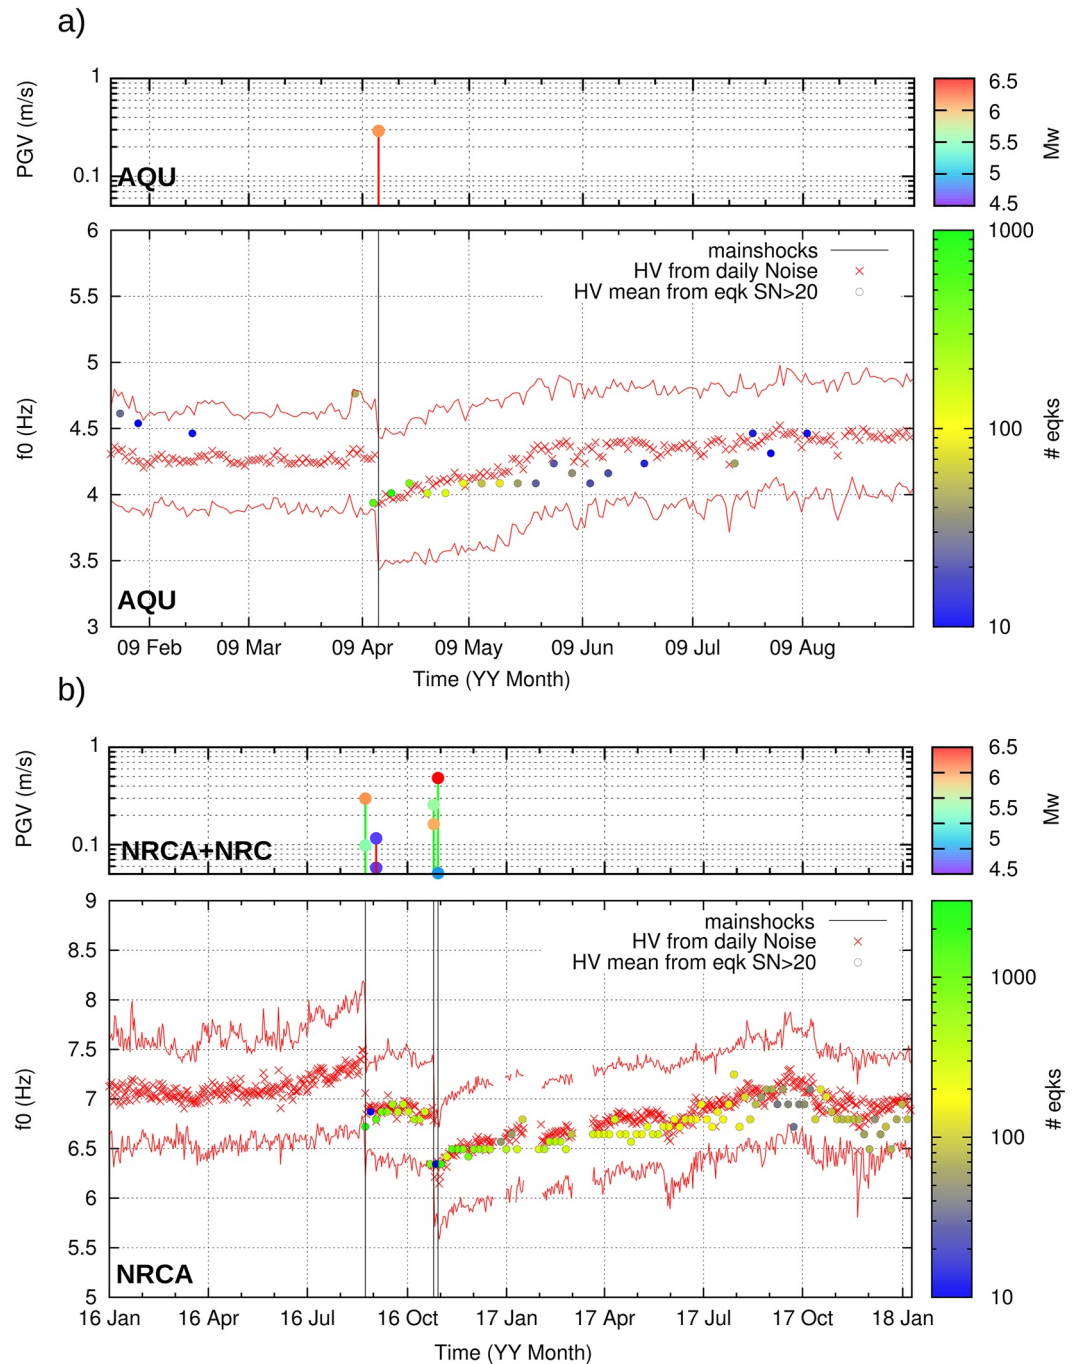 a)
PGV (m/s)
1
0.1
AQU
6.5
6
5.5
5
4.5
Mw
f0 (Hz)
6
5.5
5
4.5
4
3.5
3
mainshocks
HV from daily Noise
HV mean from eqk SN>20
AQU
1000
100
10
# eqks
09 Feb 09 Mar 09 Apr 09 May 09 Jun 09 Jul 09 Aug
Time (YY Month)
b)
PGV (m/s)
1
0.1
NRCA+NRC
6.5
6
5.5
5
4.5
Mw
f0 (Hz)
9
8.5
8
7.5
7
6.5
6
5.5
5
mainshocks
HV from daily Noise
HV mean from eqk SN>20
NRCA
1000
100
10
# eqks
16 Jan 16 Apr 16 Jul 16 Oct 17 Jan 17 Apr 17 Jul 17 Oct 18 Jan
Time (YY Month)